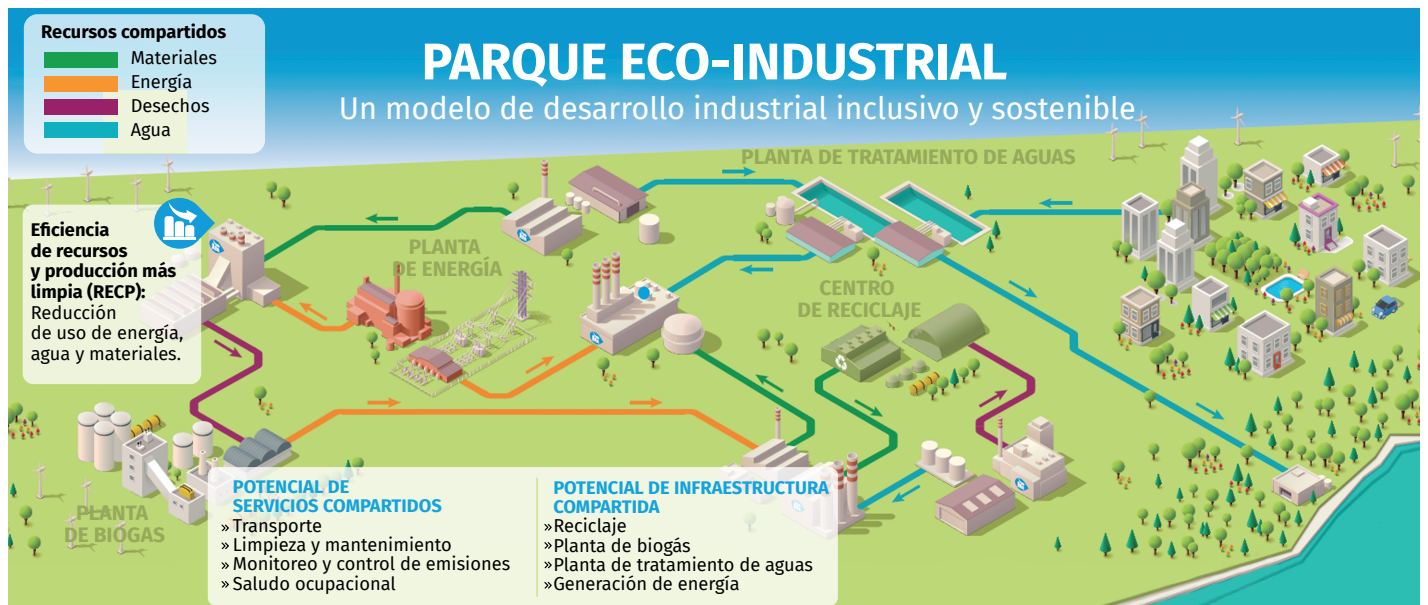 Recursos compartidos
Materiales
Energía
Desechos
Agua
PARQUE ECO-INDUSTRIAL
Un modelo de desarrollo industrial inclusivo y sostenible
PLANTA DE TRATAMIENTO DE AGUAS
Eficiencia
de recursos
y producción más
limpia (RECP):
Reducción
de uso de energía,
agua y materiales.
PLANTA
DE ENERGÍA
CENTRO
DE RECICLAJE
PLANTA
DE BIOGAS
POTENCIAL DE
SERVICIOS COMPARTIDOS
»Transporte
»Limpieza y mantenimiento
»Monitoreo y control de emisiones
»Saludo ocupacional
POTENCIAL DE INFRAESTRUCTURA
COMPARTIDA
»Reciclaje
»Planta de biogás
»Planta de tratamiento de aguas
»Generación de energía